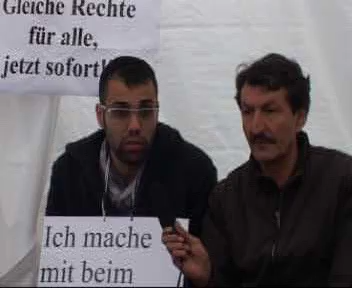 Gleiche Rechte
für alle,
jetzt sofort!
Ich mache
mit beim